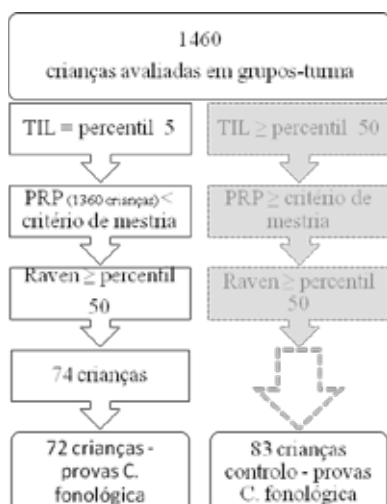 1460
crianças avaliadas em grupos-turma
TIL = percentil 5
PRP (1360 crianças) <
critério de mestria
Raven ≥ percentil
50
74 crianças
72 crianças -
provas C.
fonológica
TIL ≥ percentil 50
PRP ≥ critério de
mestria
Raven ≥ percentil
50
83 crianças
controlo - provas
C. fonológica